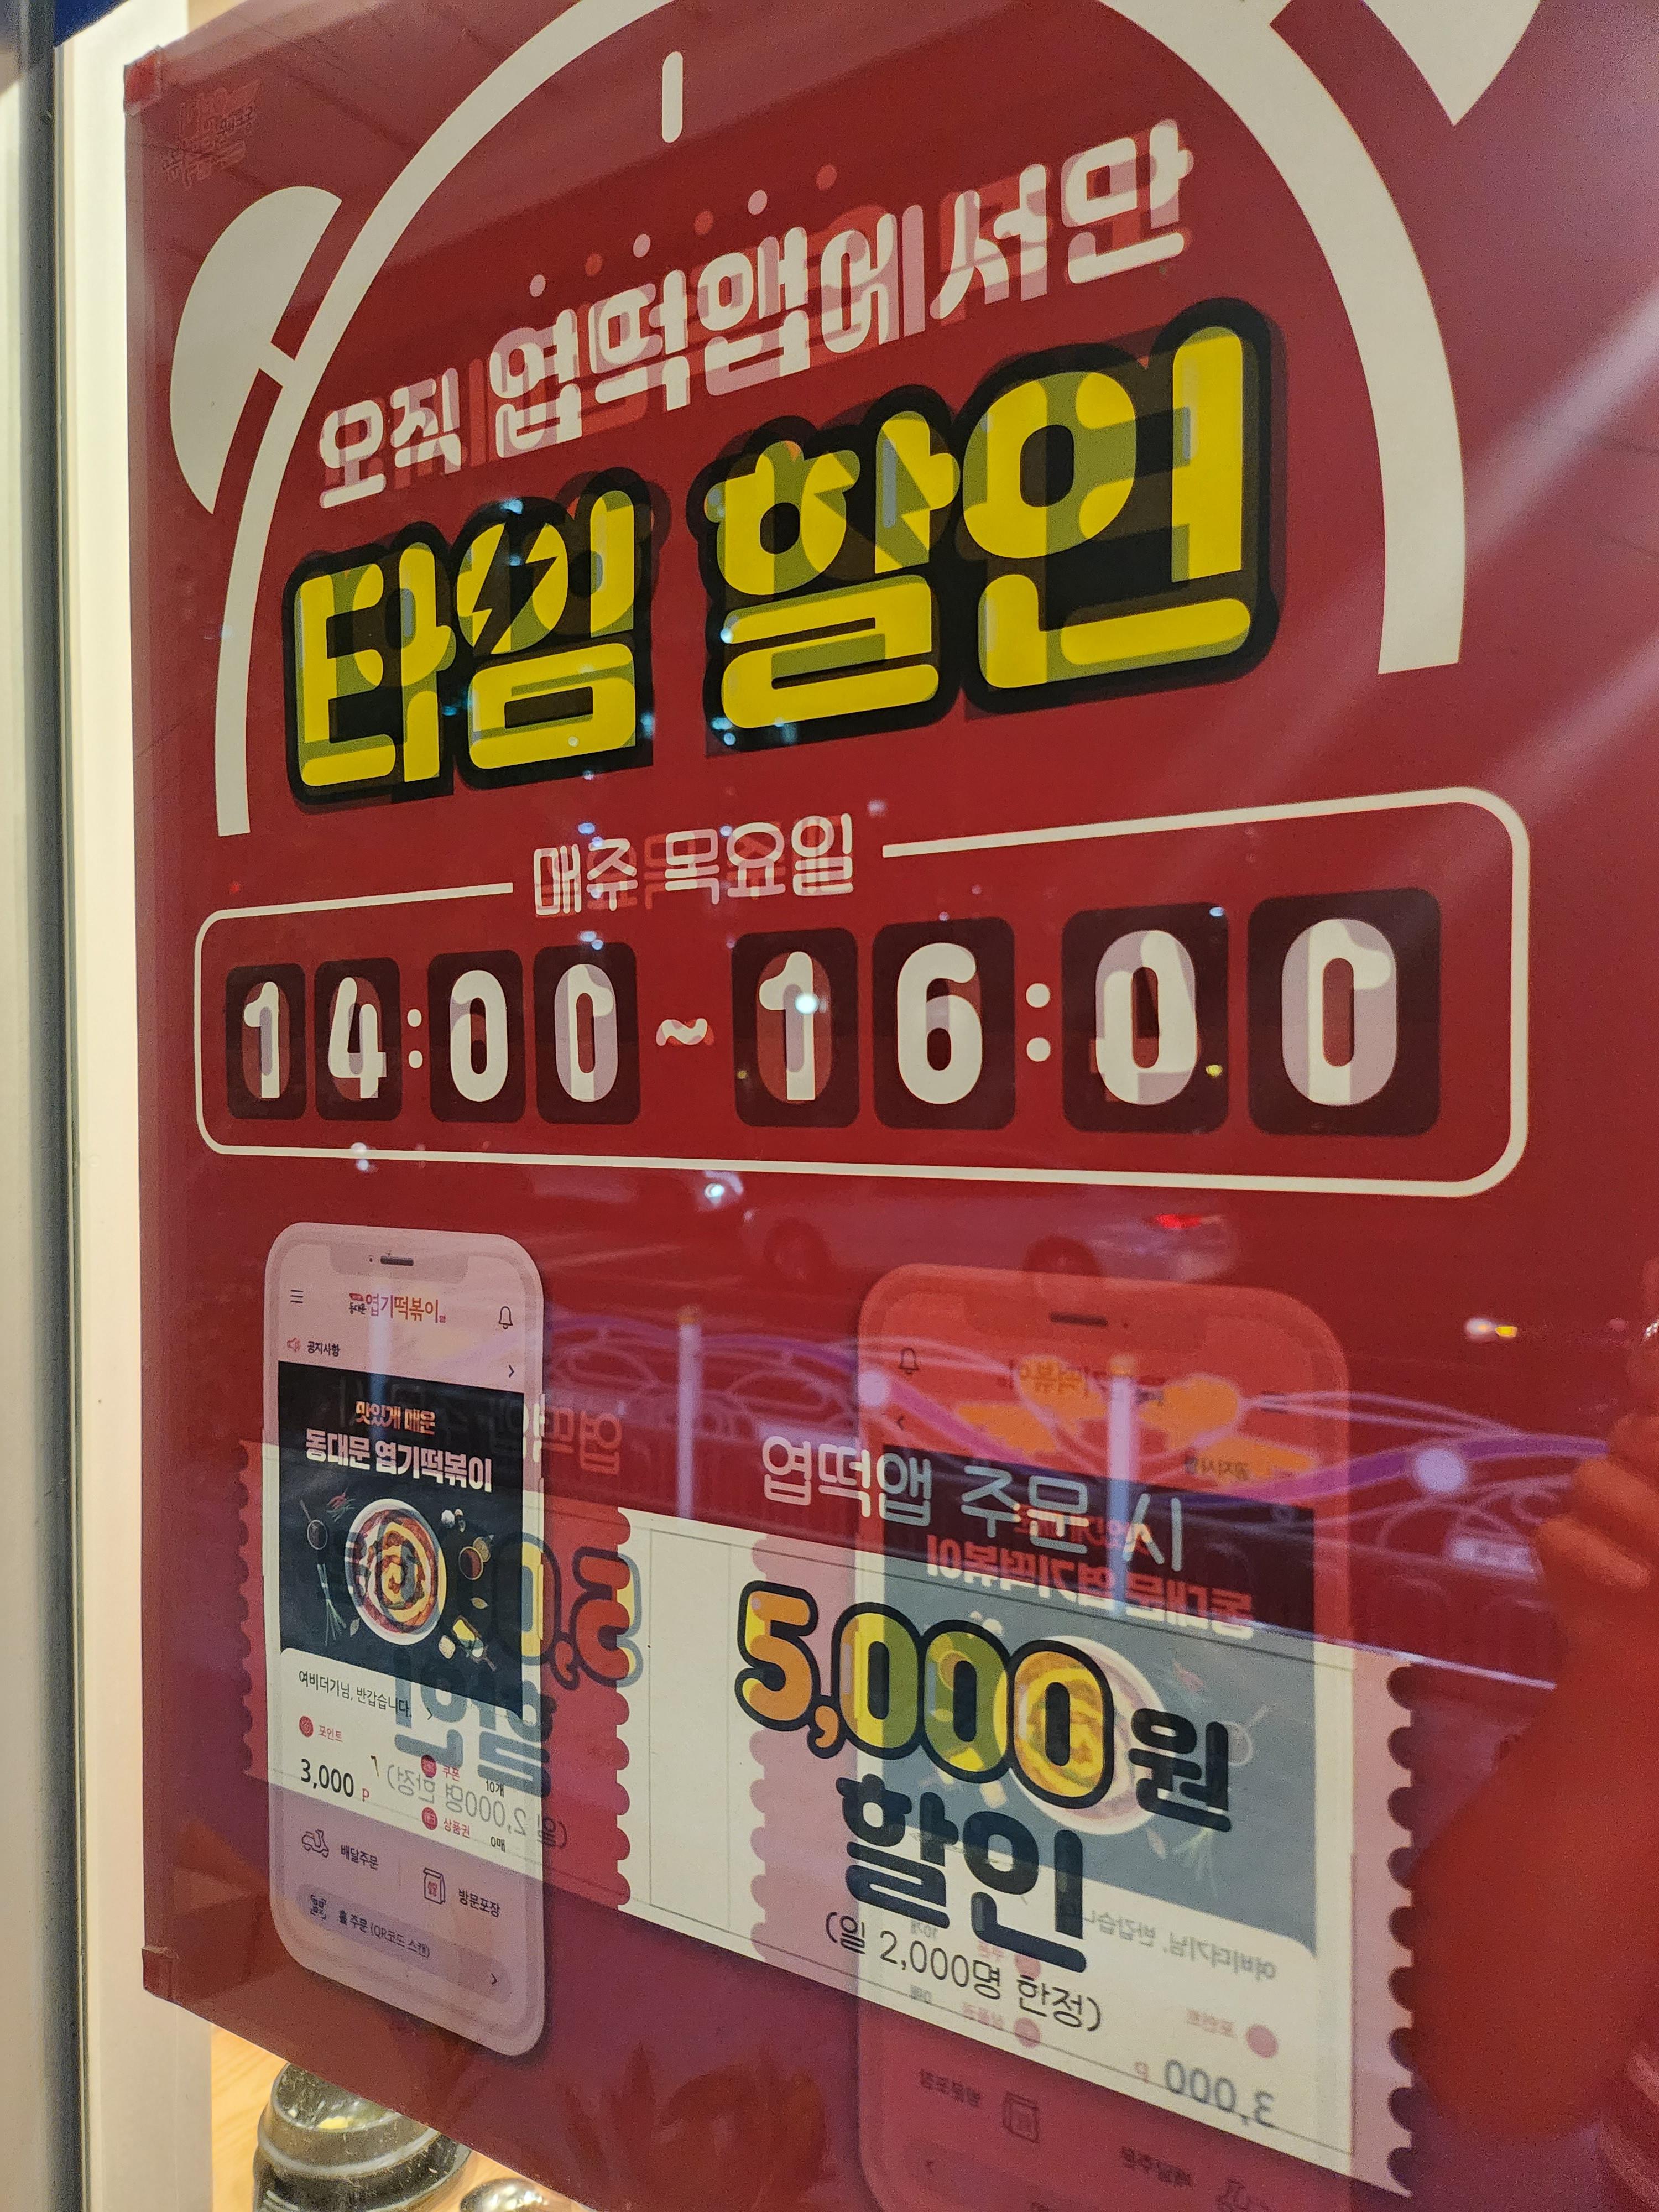 오직 엽떡앱에서만
타임 할인
매주 목요일
14:00 ~ 16:00
동대문 엽기떡볶이
공지사항
맛있게 매운
동대문 엽기떡볶이
여비더기님, 반갑습니다.
포인트
3,000 P
쿠폰 10개
상품권 0매
배달주문
방문포장
홀 주문 (QR코드 스캔)
엽떡앱 주문 시
5,000원
할인
(일 2,000명 한정)